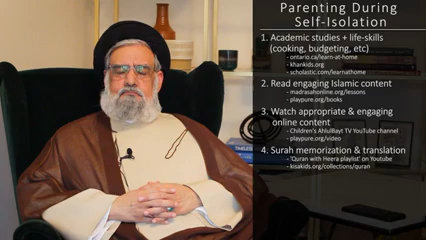 Parenting During
Self-Isolation
1. Academic studies + life-skills
(cooking, budgeting, etc)
- ontario.ca/learn-at-home
- khankids.org
- scholastic.com/learnathome
2. Read engaging Islamic content
- madrasahonline.org/lessons
- playpure.org/books
3. Watch appropriate & engaging
online content
- Children's AhlulBayt TV YouTube channel
- playpure.org/video
4. Surah memorization & translation
- 'Quran with Heera playlist' on Youtube
- kisakids.org/collections/quran
TIMELESS